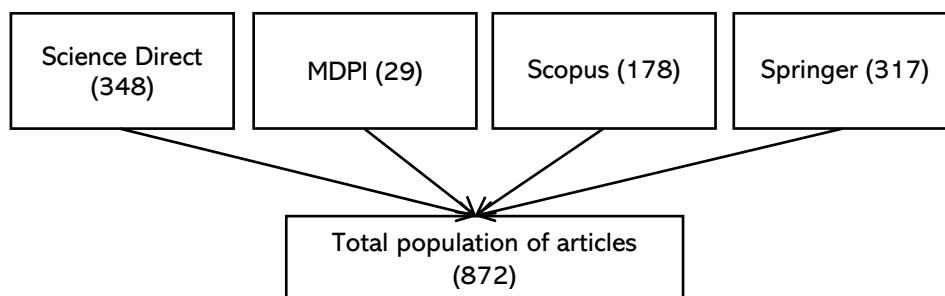 Science Direct
(348)
MDPI (29)
Scopus (178)
Springer (317)
Total population of articles
(872)